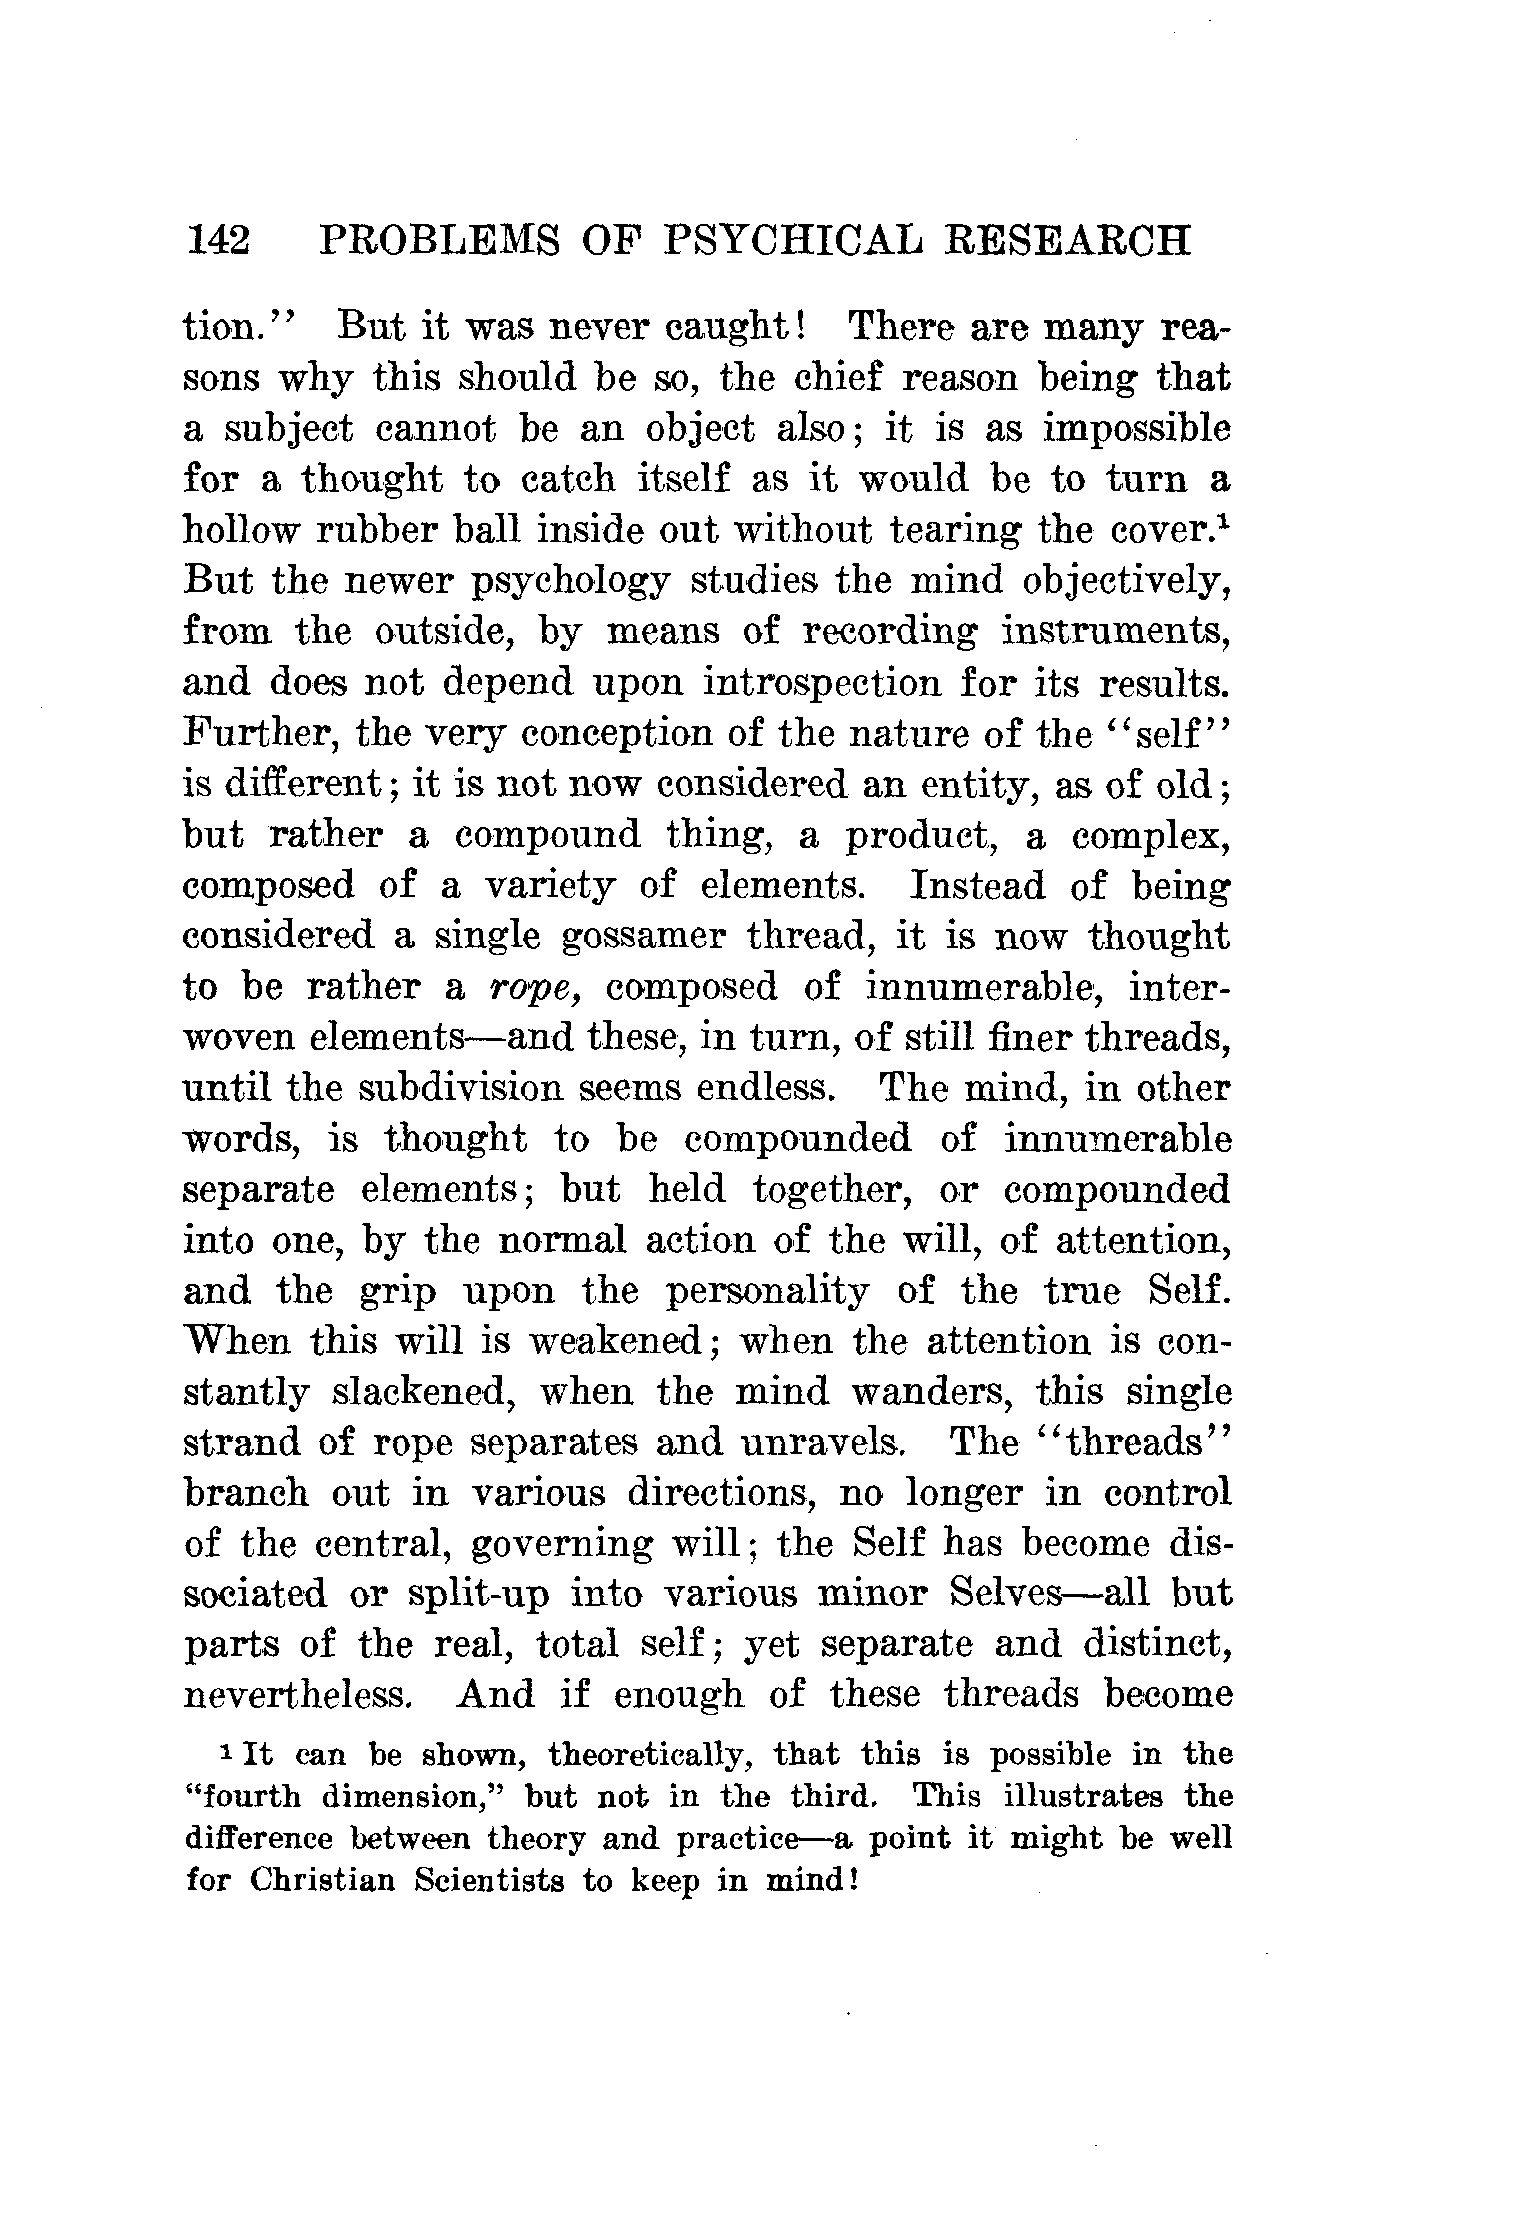 142 PROBLEMS OF PSYCHICAL RESEARCH
tion.” But it was never caught! There are many rea-
sons why this should be so, the chief reason being that
a subject cannot be an object also; it is as impossible
for a thought to catch itself as it would be to turn a
hollow rubber ball inside out without tearing the cover.¹
But the newer psychology studies the mind objectively,
from the outside, by means of recording instruments,
and does not depend upon introspection for its results.
Further, the very conception of the nature of the “self”
is different; it is not now considered an entity, as of old;
but rather a compound thing, a product, a complex,
composed of a variety of elements. Instead of being
considered a single gossamer thread, it is now thought
to be rather a rope, composed of innumerable, inter-
woven elements—and these, in turn, of still finer threads,
until the subdivision seems endless. The mind, in other
words, is thought to be compounded of innumerable
separate elements; but held together, or compounded
into one, by the normal action of the will, of attention,
and the grip upon the personality of the true Self.
When this will is weakened; when the attention is con-
stantly slackened, when the mind wanders, this single
strand of rope separates and unravels. The “threads”
branch out in various directions, no longer in control
of the central, governing will; the Self has become dis-
sociated or split-up into various minor Selves—all but
parts of the real, total self; yet separate and distinct,
nevertheless. And if enough of these threads become
¹ It can be shown, theoretically, that this is possible in the
“fourth dimension,” but not in the third. This illustrates the
difference between theory and practice—a point it might be well
for Christian Scientists to keep in mind!